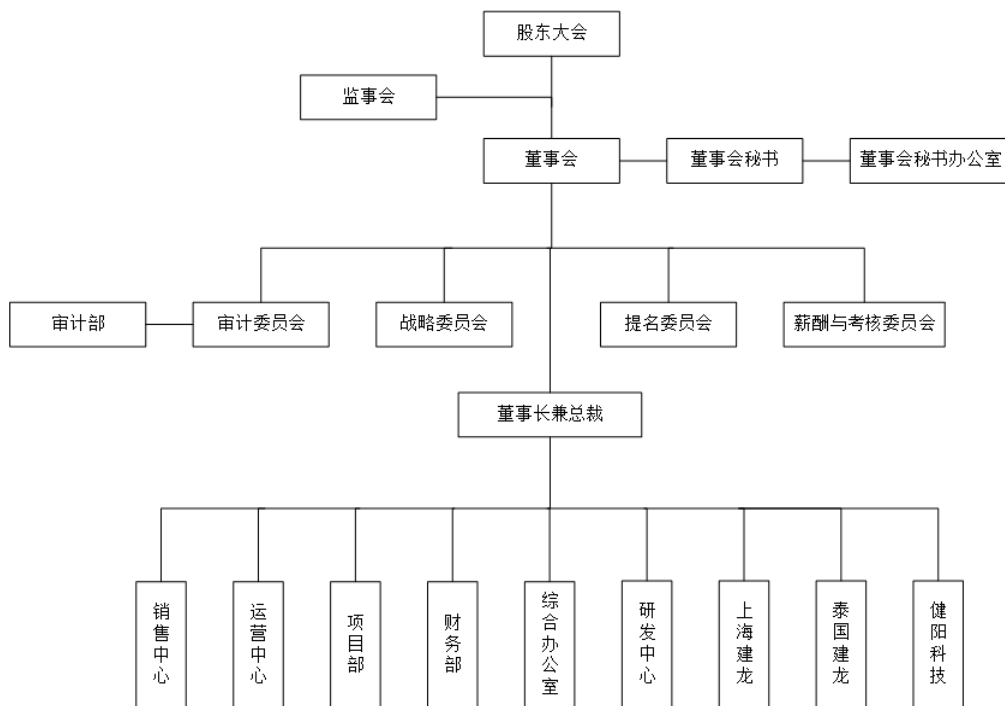 股东大会
监事会
董事会
董事会秘书
董事会秘书办公室
审计部
审计委员会
战略委员会
提名委员会
薪酬与考核委员会
董事长兼总裁
销售中心
运营中心
项目部
财务部
综合办公室
研发中心
上海建龙
泰国建龙
健阳科技